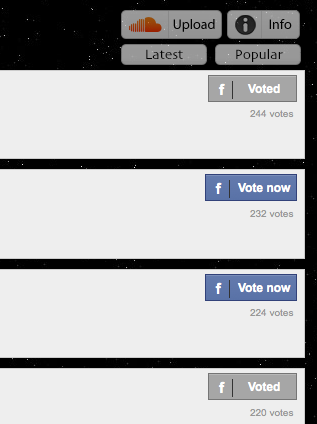 Upload Info
Latest Popular
f Voted
244 votes
f Vote now
232 votes
f Vote now
224 votes
f Voted
220 votes